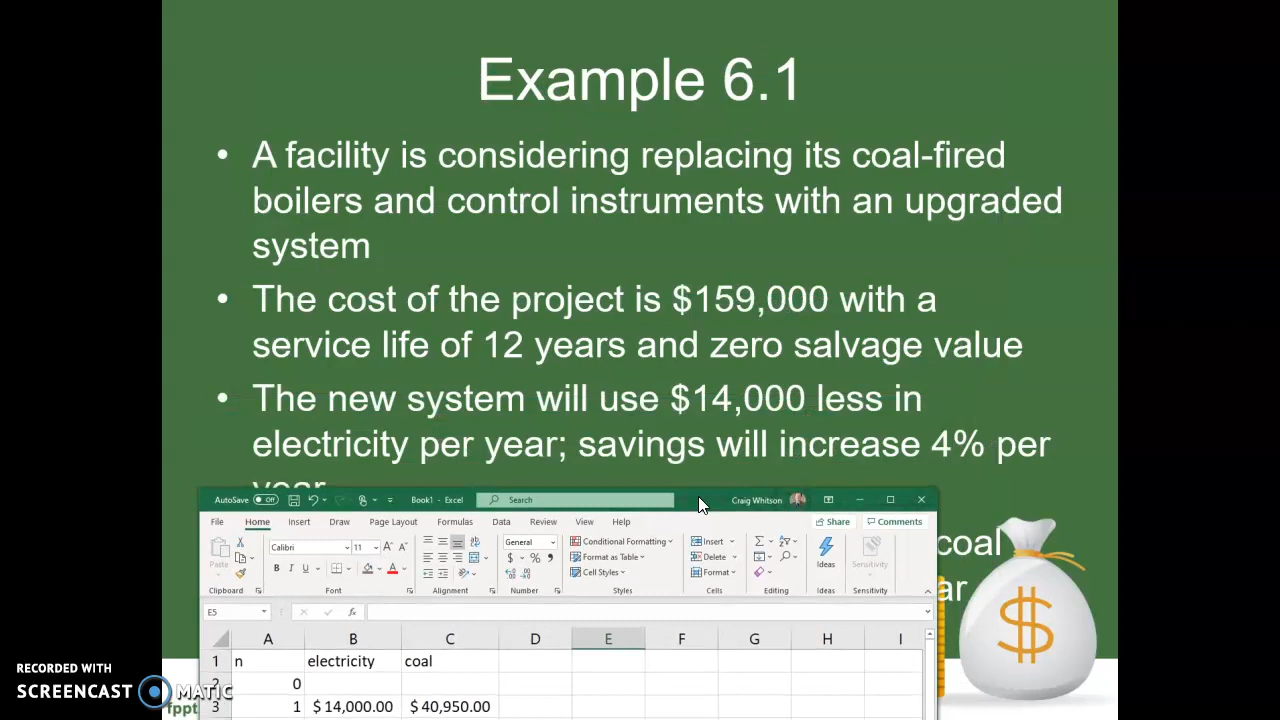 Example 6.1
• A facility is considering replacing its coal-fired
boilers and control instruments with an upgraded
system
• The cost of the project is $159,000 with a
service life of 12 years and zero salvage value
• The new system will use $14,000 less in
electricity per year; savings will increase 4% per
year
coal
AutoSave Off Book1 - Excel Search Craig Whitson
File Home Insert Draw Page Layout Formulas Data Review View Help Share Comments
Paste Calibri 11 A A General $ % Conditional Formatting Insert Σ Ideas Sensitivity
Format as Table Delete
B I U A Cell Styles Format
Clipboard Font Alignment Number Styles Cells Editing Ideas Sensitivity
E5 fx
A B C D E F G H I
1 n electricity coal
2 0
3 1 $ 14,000.00 $ 40,950.00
$
RECORDED WITH
SCREENCAST MATIC
fppt